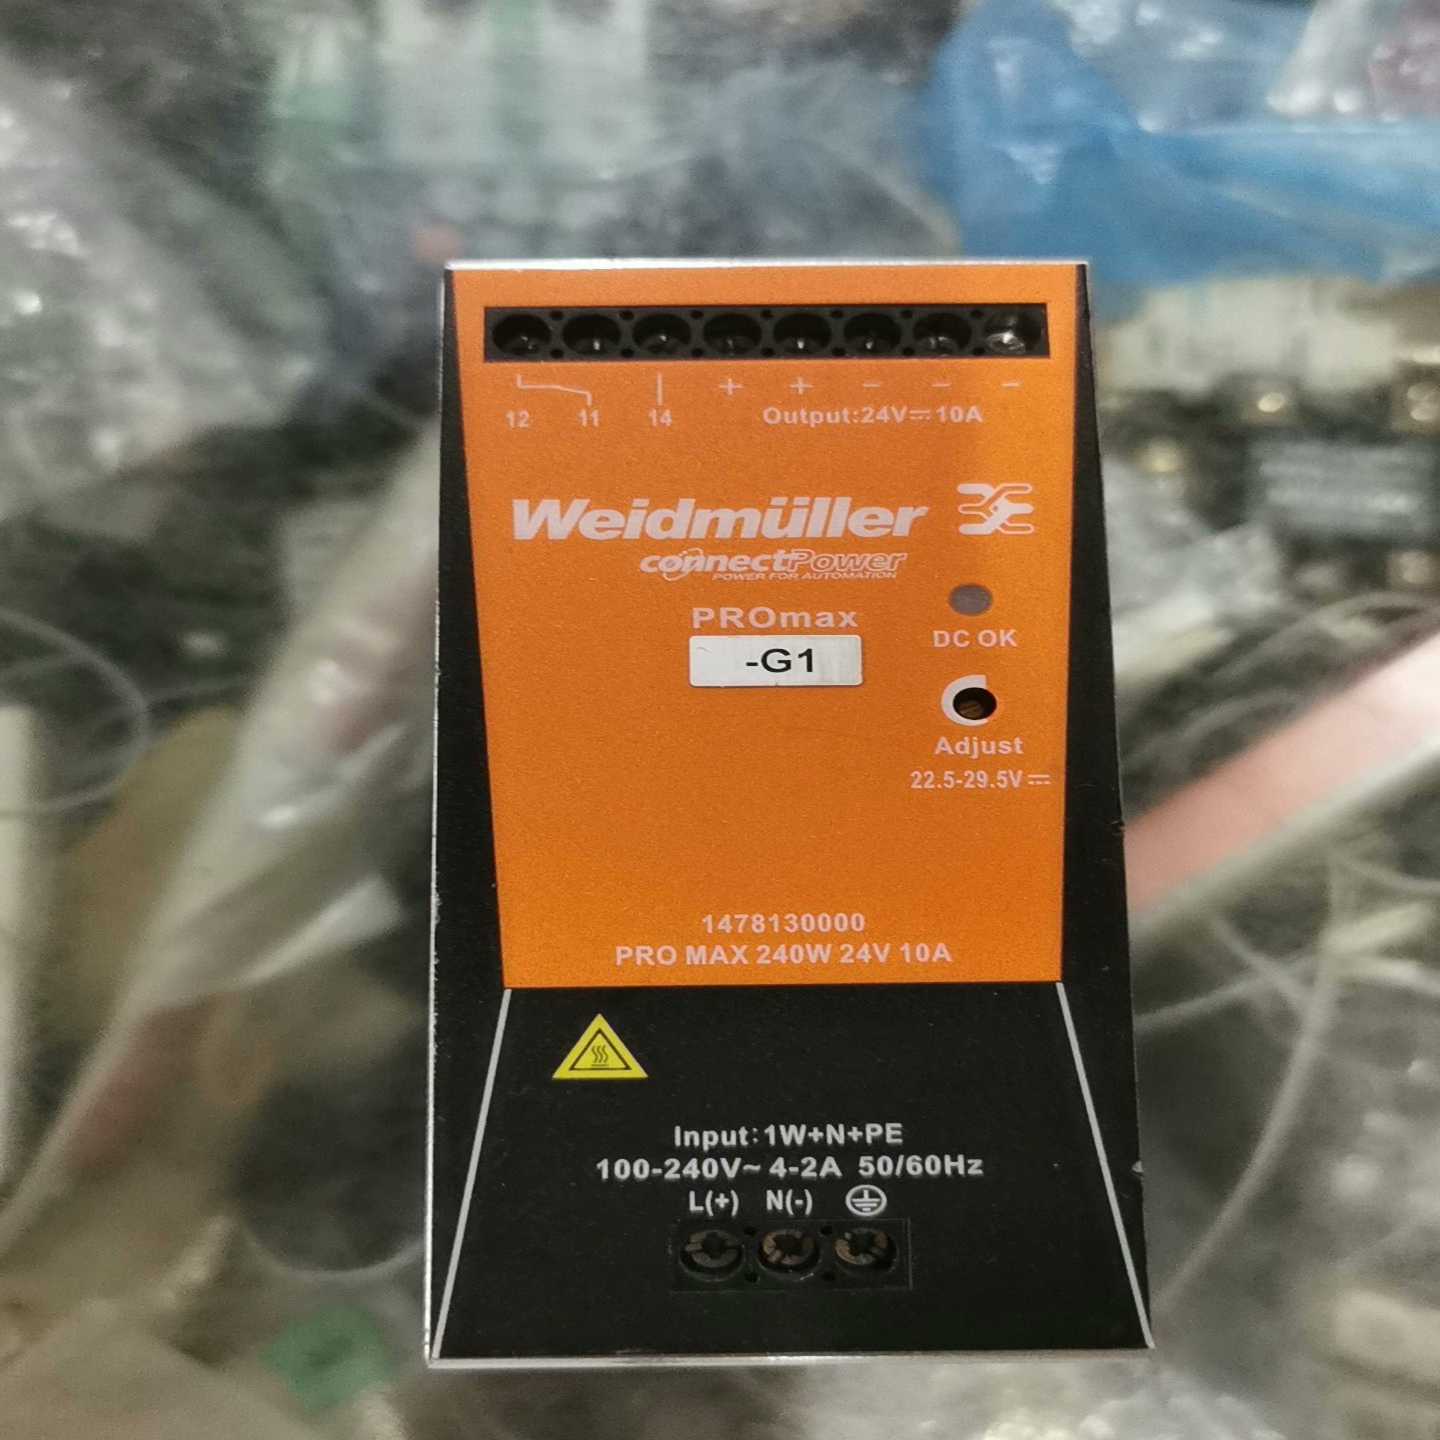 + + - - -
12 11 14 Output:24V⎓10A
Weidmüller
connectPower
POWER FOR AUTOMATION
PROmax
-G1
DC OK
Adjust
22.5-29.5V⎓
1478130000
PRO MAX 240W 24V 10A
Input:1W+N+PE
100-240V~ 4-2A 50/60Hz
L(+) N(-)